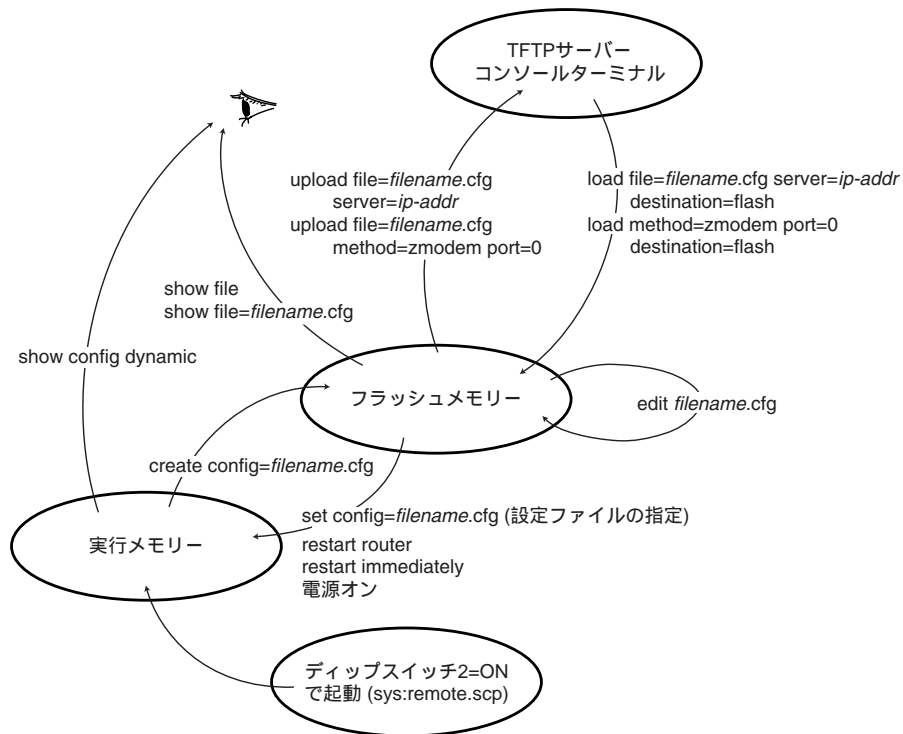 TFTPサーバー
コンソールターミナル
upload file=filename.cfg
server=ip-addr
upload file=filename.cfg
method=zmodem port=0
load file=filename.cfg server=ip-addr
destination=flash
load method=zmodem port=0
destination=flash
show file
show file=filename.cfg
show config dynamic
フラッシュメモリー
edit filename.cfg
create config=filename.cfg
set config=filename.cfg (設定ファイルの指定)
restart router
restart immediately
電源オン
実行メモリー
ディップスイッチ2=ON
で起動 (sys:remote.scp)